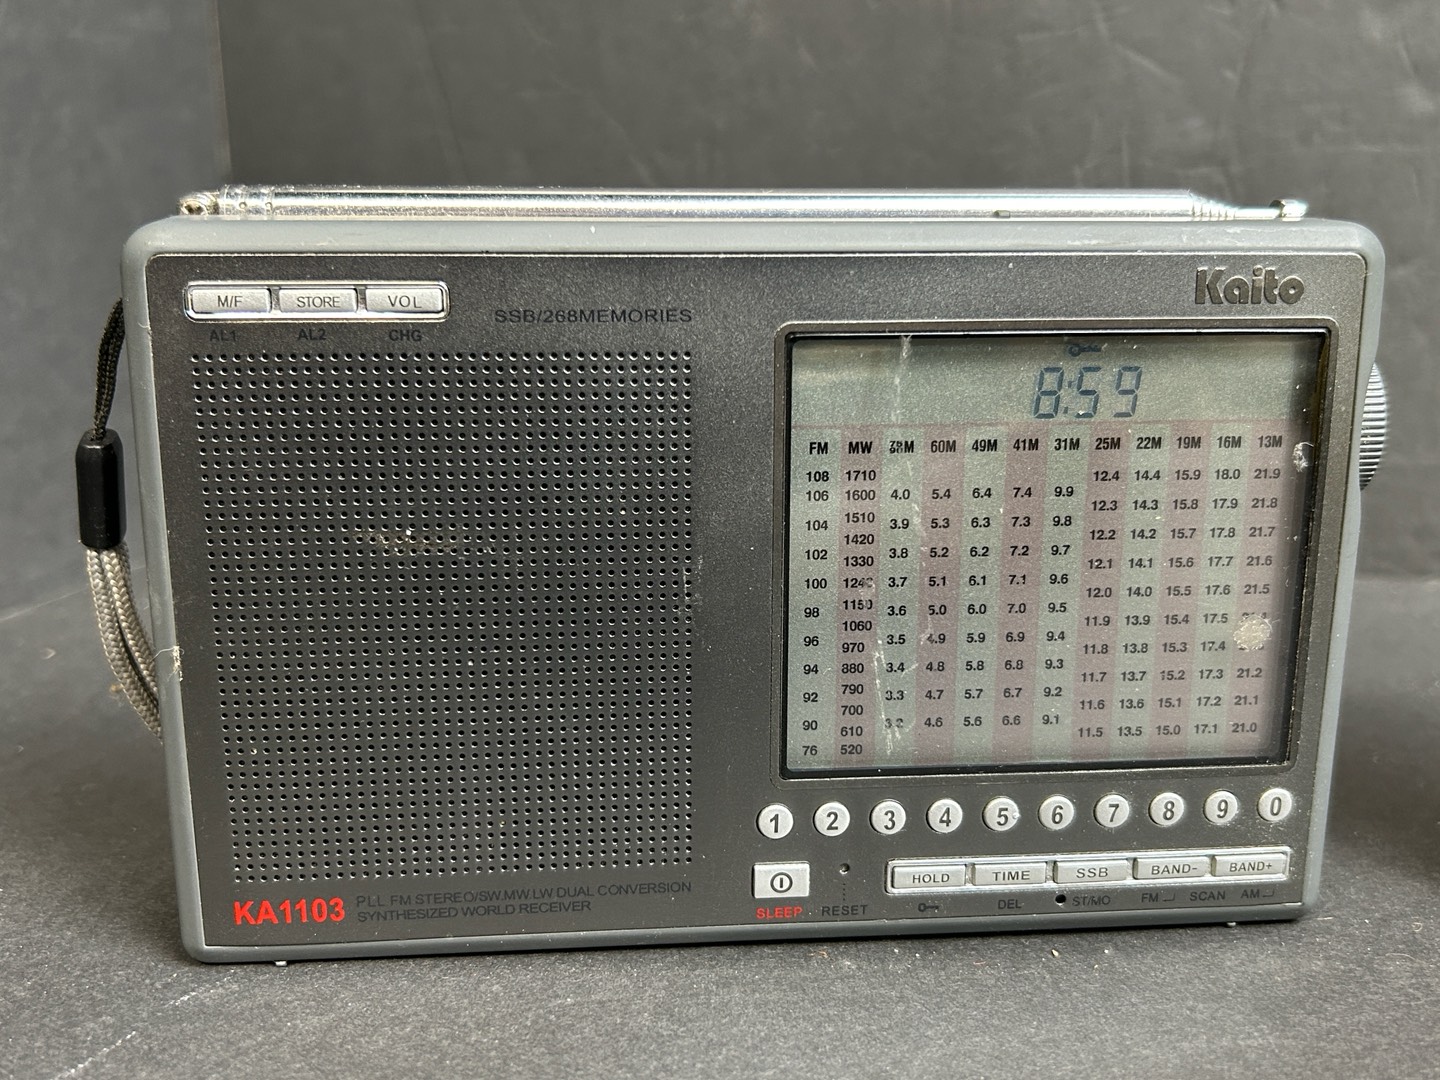 Kaito
M/F STORE VOL
AL1 AL2 CHG
SSB/268MEMORIES
8:59
FM MW 60M 49M 41M 31M 25M 22M 19M 16M 13M
108 1710 12.4 14.4 15.9 18.0 21.9
106 1600 4.0 5.4 6.4 7.4 9.9
12.3 14.3 15.8 17.9 21.8
104 1510 3.9 5.3 6.3 7.3 9.8
1420 12.2 14.2 15.7 17.8 21.7
102 1330 3.8 5.2 6.2 7.2 9.7
12.1 14.1 15.6 17.7 21.6
100 3.7 5.1 6.1 7.1 9.6
12.0 14.0 15.5 17.6 21.5
98 1150 3.6 5.0 6.0 7.0 9.5
1060 11.9 13.9 15.4 17.5
96 970 3.5 4.9 5.9 6.9 9.4
11.8 13.8 15.3 17.4
94 880 3.4 4.8 5.8 6.8 9.3
11.7 13.7 15.2 17.3 21.2
92 790 3.3 4.7 5.7 6.7 9.2
700 11.6 13.6 15.1 17.2 21.1
90 610 4.6 5.6 6.6 9.1
11.5 13.5 15.0 17.1 21.0
76 520
1 2 3 4 5 6 7 8 9 0
HOLD TIME SSB BAND- BAND+
SLEEP RESET DEL ST/MO FM SCAN AM
KA1103 PLL FM STEREO/SW.MW.LW DUAL CONVERSION
SYNTHESIZED WORLD RECEIVER